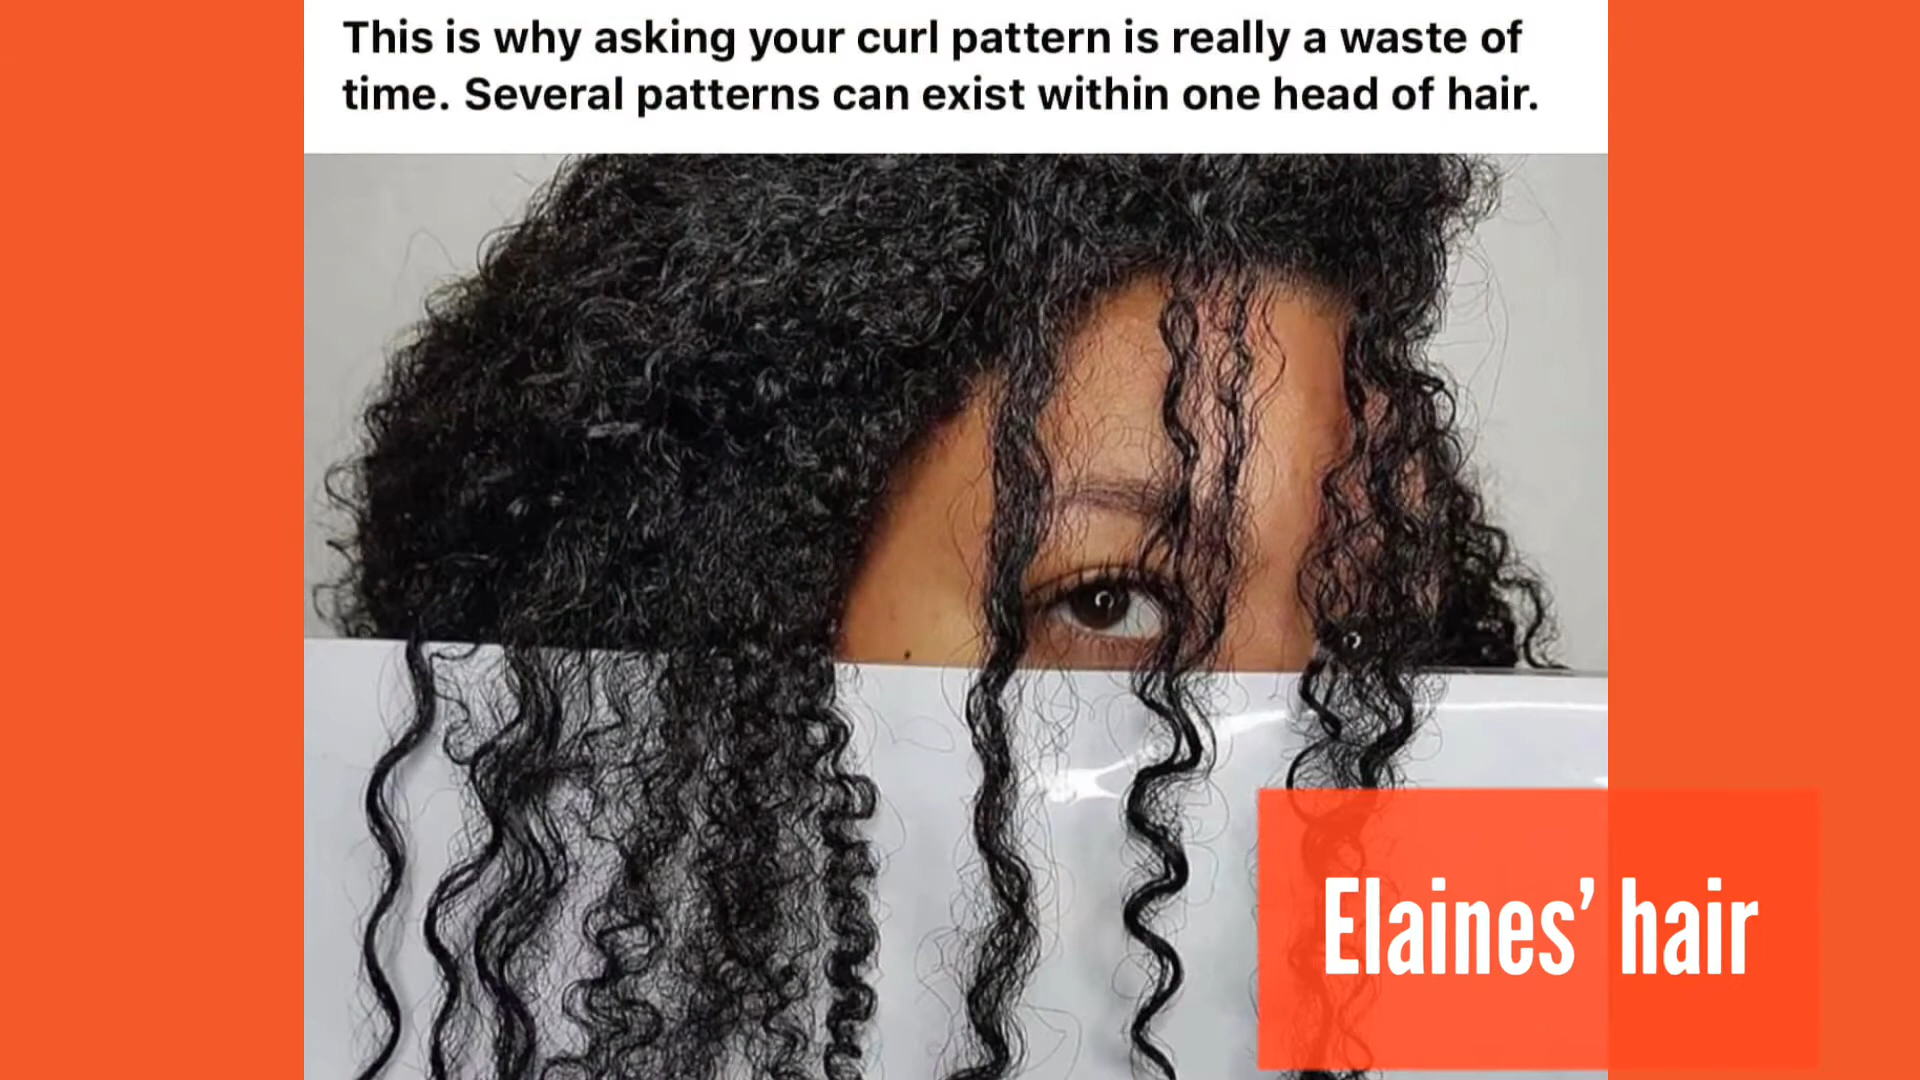 This is why asking your curl pattern is really a waste of
time. Several patterns can exist within one head of hair.
Elaines’ hair